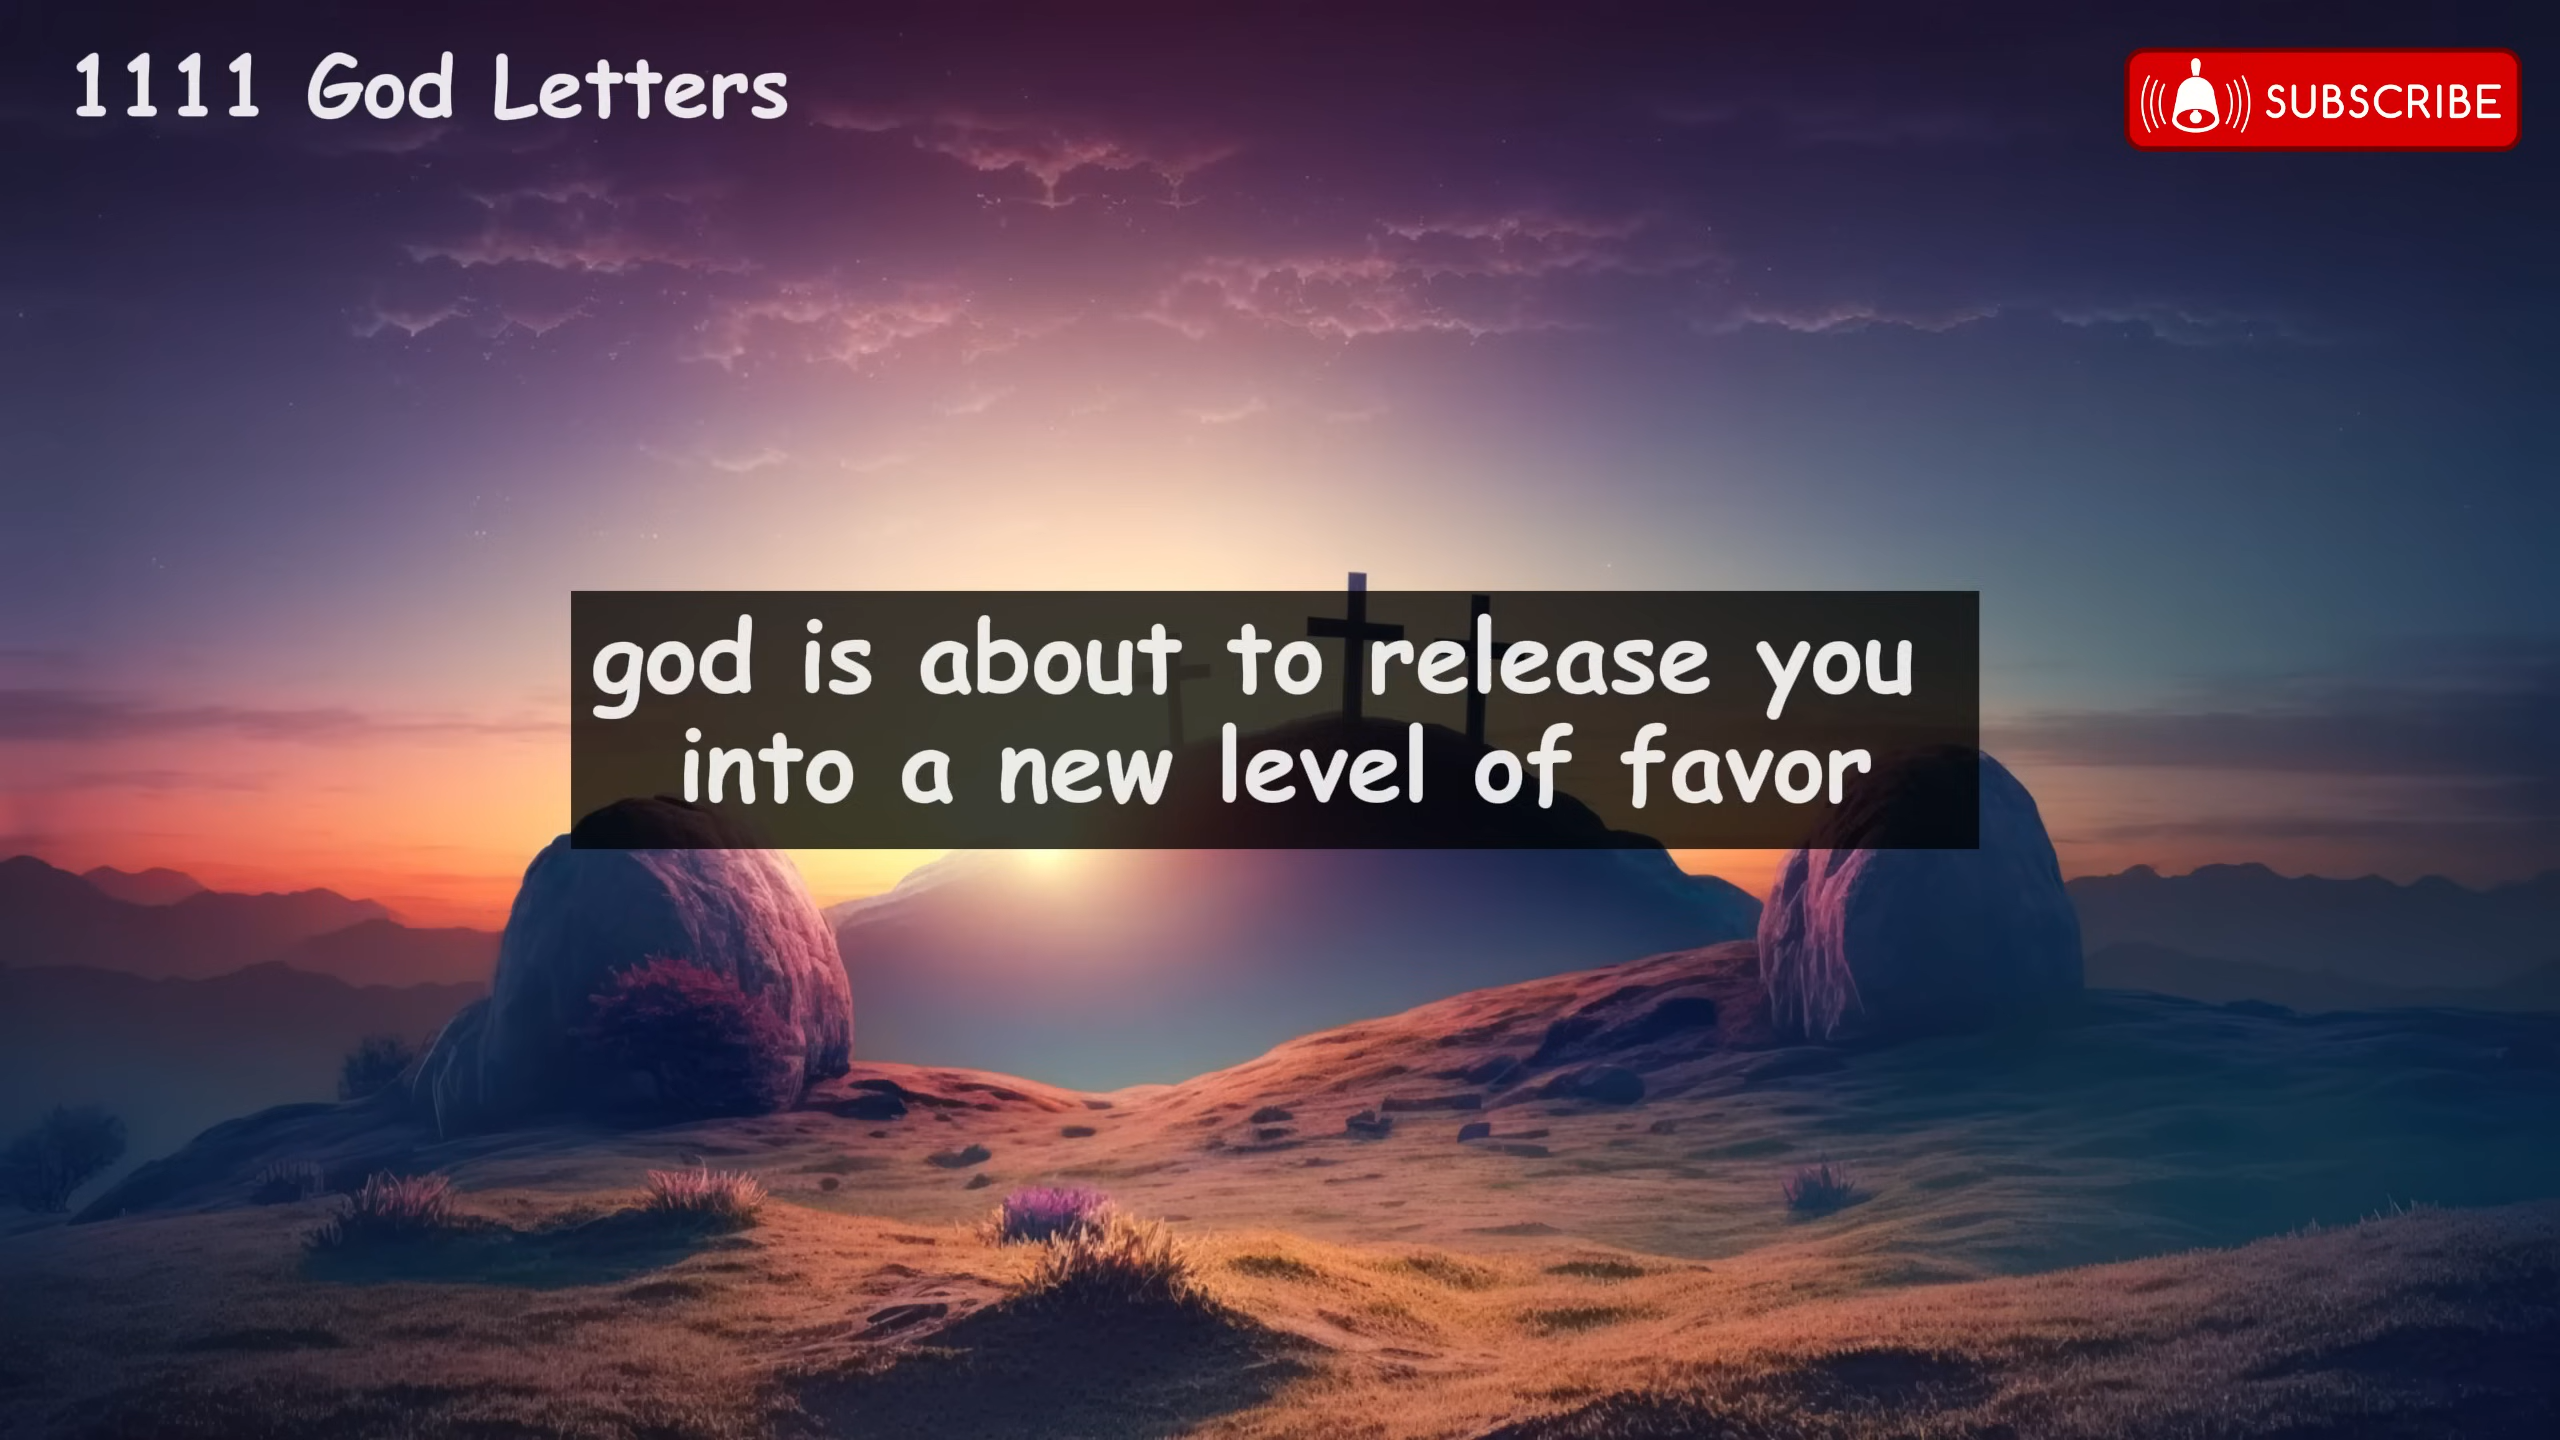 1111 God Letters
SUBSCRIBE
god is about to release you
into a new level of favor